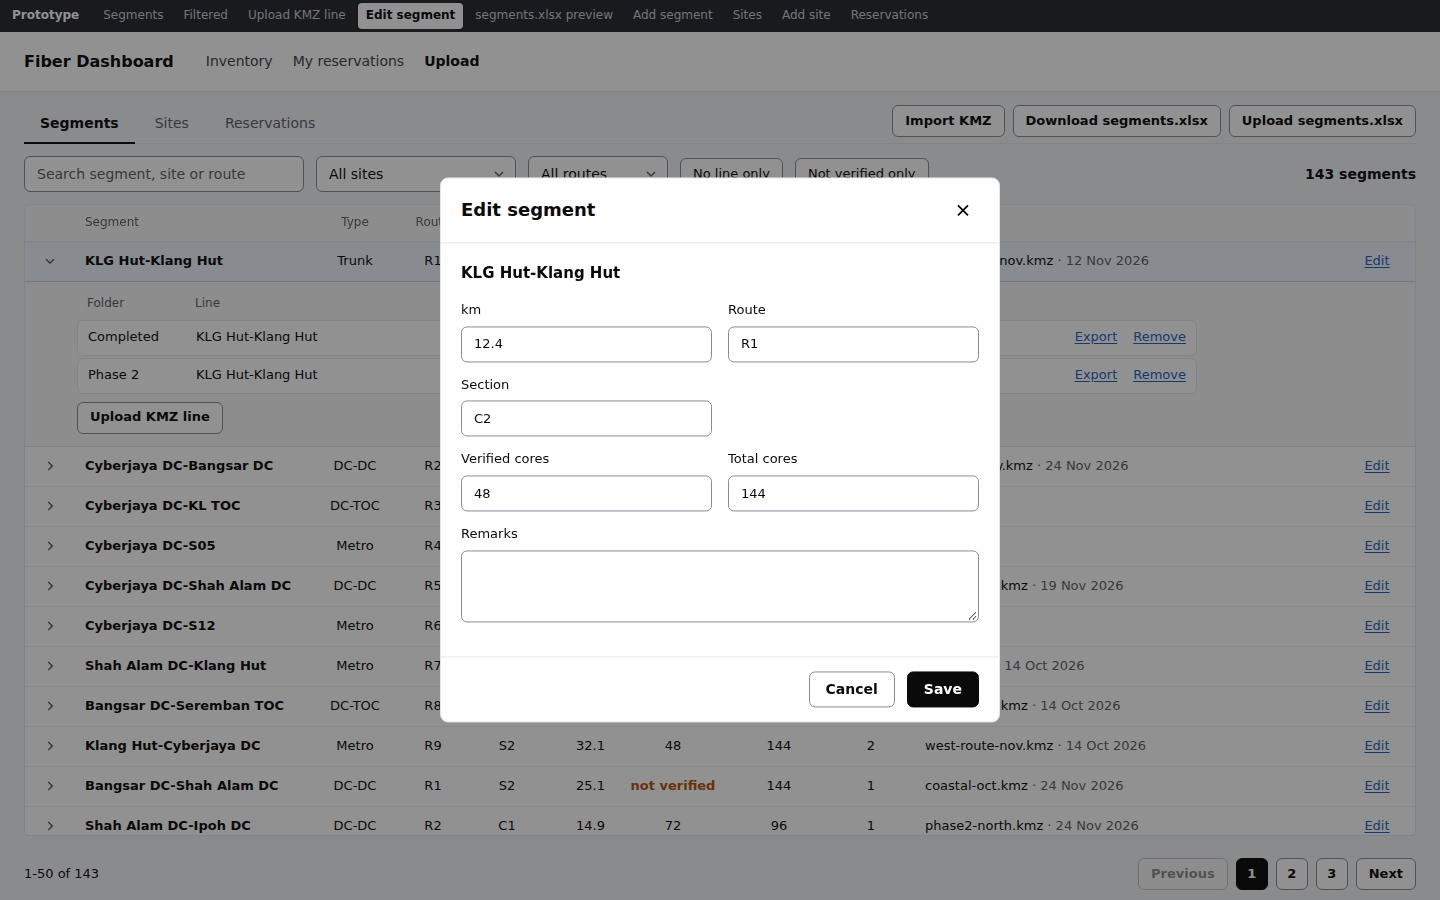 Prototype Segments Filtered Upload KMZ line Edit segment segments.xlsx preview Add segment Sites Add site Reservations
Fiber Dashboard Inventory My reservations Upload
Segments Sites Reservations Import KMZ Download segments.xlsx Upload segments.xlsx
Search segment, site or route All sites All routes No line only Not verified only 143 segments
Segment Type
KLG Hut-Klang Hut Trunk R1 12 Nov 2026 Edit
Folder Line
Completed KLG Hut-Klang Hut Export Remove
Phase 2 KLG Hut-Klang Hut Export Remove
Upload KMZ line
Cyberjaya DC-Bangsar DC DC-DC R2 · 24 Nov 2026 Edit
Cyberjaya DC-KL TOC DC-TOC R3 Edit
Cyberjaya DC-S05 Metro R4 Edit
Cyberjaya DC-Shah Alam DC DC-DC R5 · 19 Nov 2026 Edit
Cyberjaya DC-S12 Metro R6 Edit
Shah Alam DC-Klang Hut Metro R7 14 Oct 2026 Edit
Bangsar DC-Seremban TOC DC-TOC R8 · 14 Oct 2026 Edit
Klang Hut-Cyberjaya DC Metro R9 S2 32.1 48 144 2 west-route-nov.kmz · 14 Oct 2026 Edit
Bangsar DC-Shah Alam DC DC-DC R1 S2 25.1 not verified 144 1 coastal-oct.kmz · 24 Nov 2026 Edit
Shah Alam DC-Ipoh DC DC-DC R2 C1 14.9 72 96 1 phase2-north.kmz · 24 Nov 2026 Edit
1-50 of 143 Previous 1 2 3 Next
Edit segment
KLG Hut-Klang Hut
km Route
12.4 R1
Section
C2
Verified cores Total cores
48 144
Remarks
Cancel Save